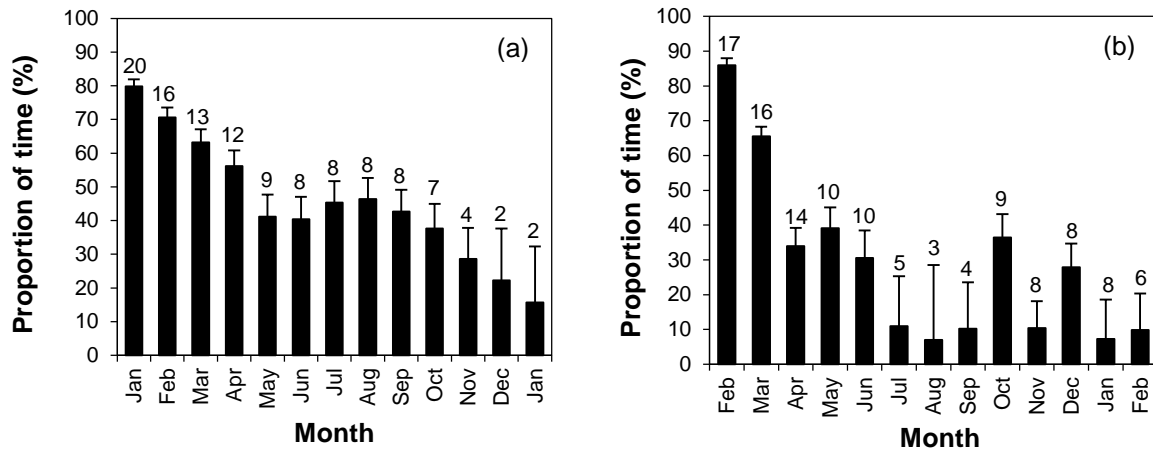 (a)
Proportion of time (%)
100
90
80
70
60
50
40
30
20
10
0
20
16
13
12
9
8
8
8
8
7
4
2
2
Jan
Feb
Mar
Apr
May
Jun
Jul
Aug
Sep
Oct
Nov
Dec
Jan
Month
(b)
Proportion of time (%)
100
90
80
70
60
50
40
30
20
10
0
17
16
14
10
10
5
3
4
9
8
8
8
6
Feb
Mar
Apr
May
Jun
Jul
Aug
Sep
Oct
Nov
Dec
Jan
Feb
Month